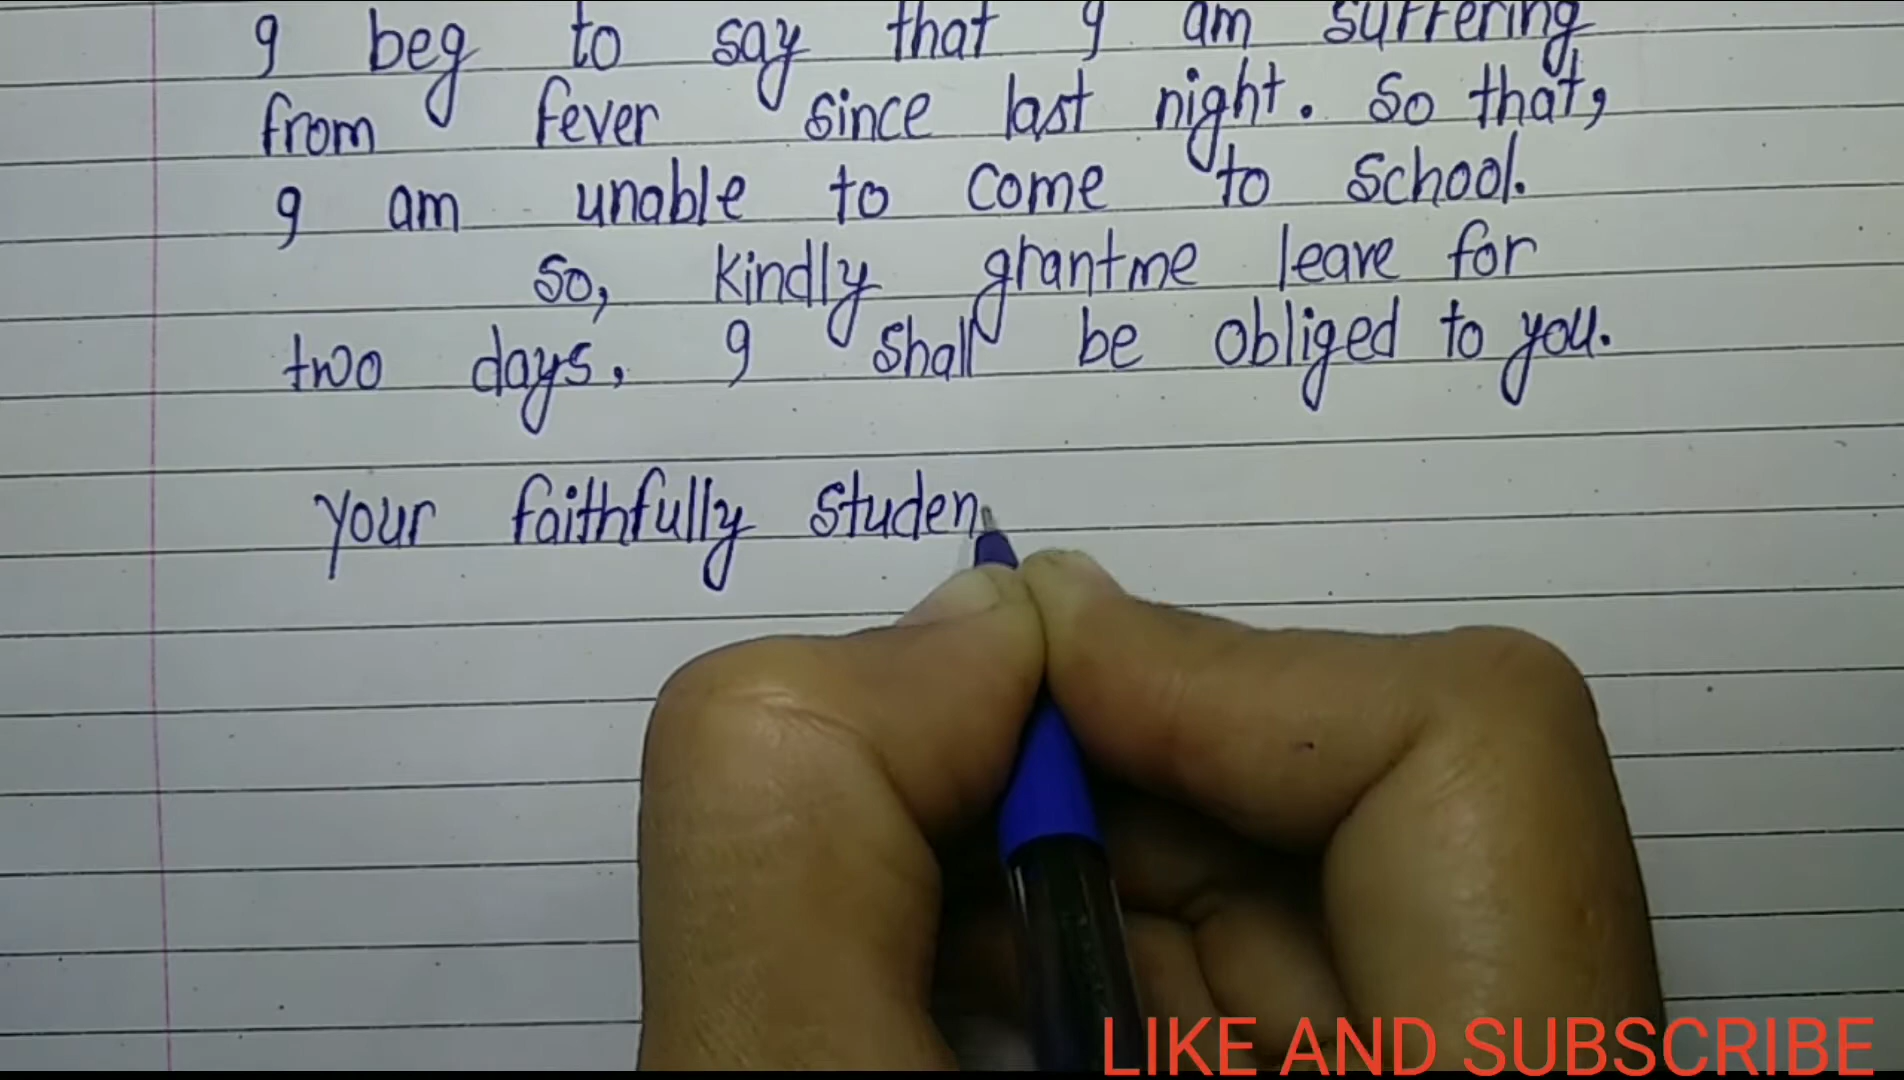 I beg to say that I am suffering
from fever since last night. So that,
I am unable to come to school.
So, kindly grantme leave for
two days. I shall be obliged to you.
Your faithfully studen
LIKE AND SUBSCRIBE